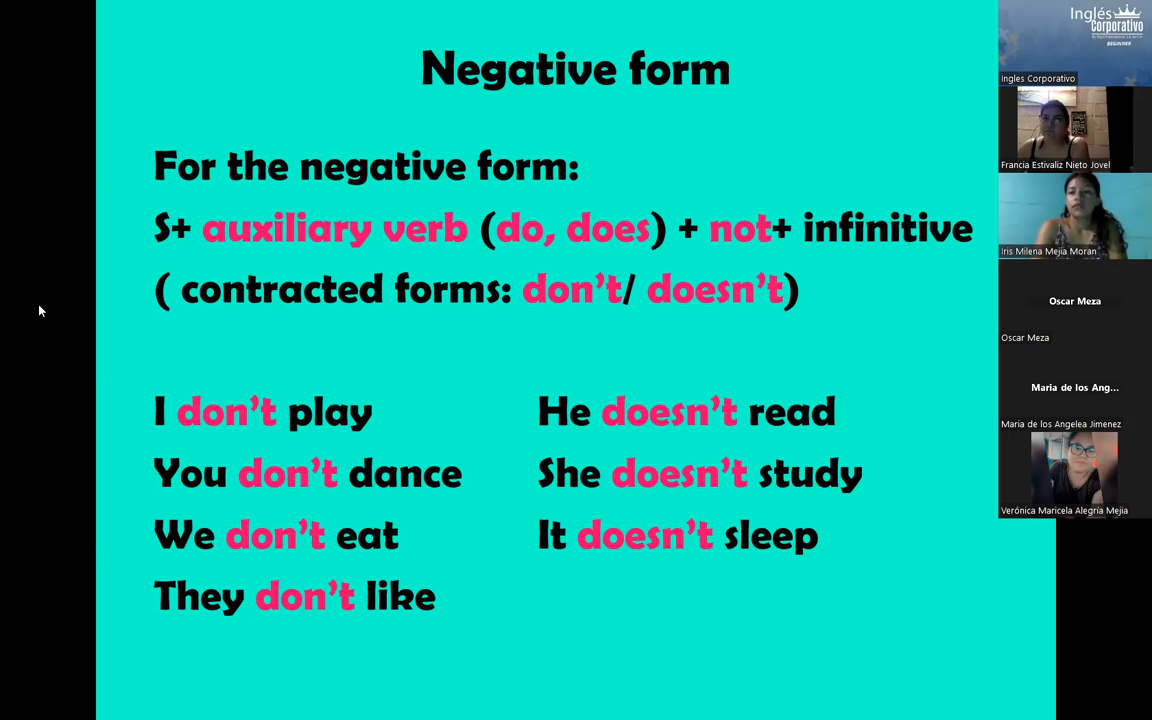 Negative form
For the negative form:
S+ auxiliary verb (do, does) + not+ infinitive
( contracted forms: don't/ doesn't)
I don't play
You don't dance
We don't eat
They don't like
He doesn't read
She doesn't study
It doesn't sleep
Inglés
Corporativo
BEGINNER
Ingles Corporativo
Francia Estivaliz Nieto Jovel
Iris Milena Mejia Moran
Oscar Meza
Oscar Meza
Maria de los Ang...
Maria de los Angelea Jimenez
Verónica Maricela Alegría Mejia